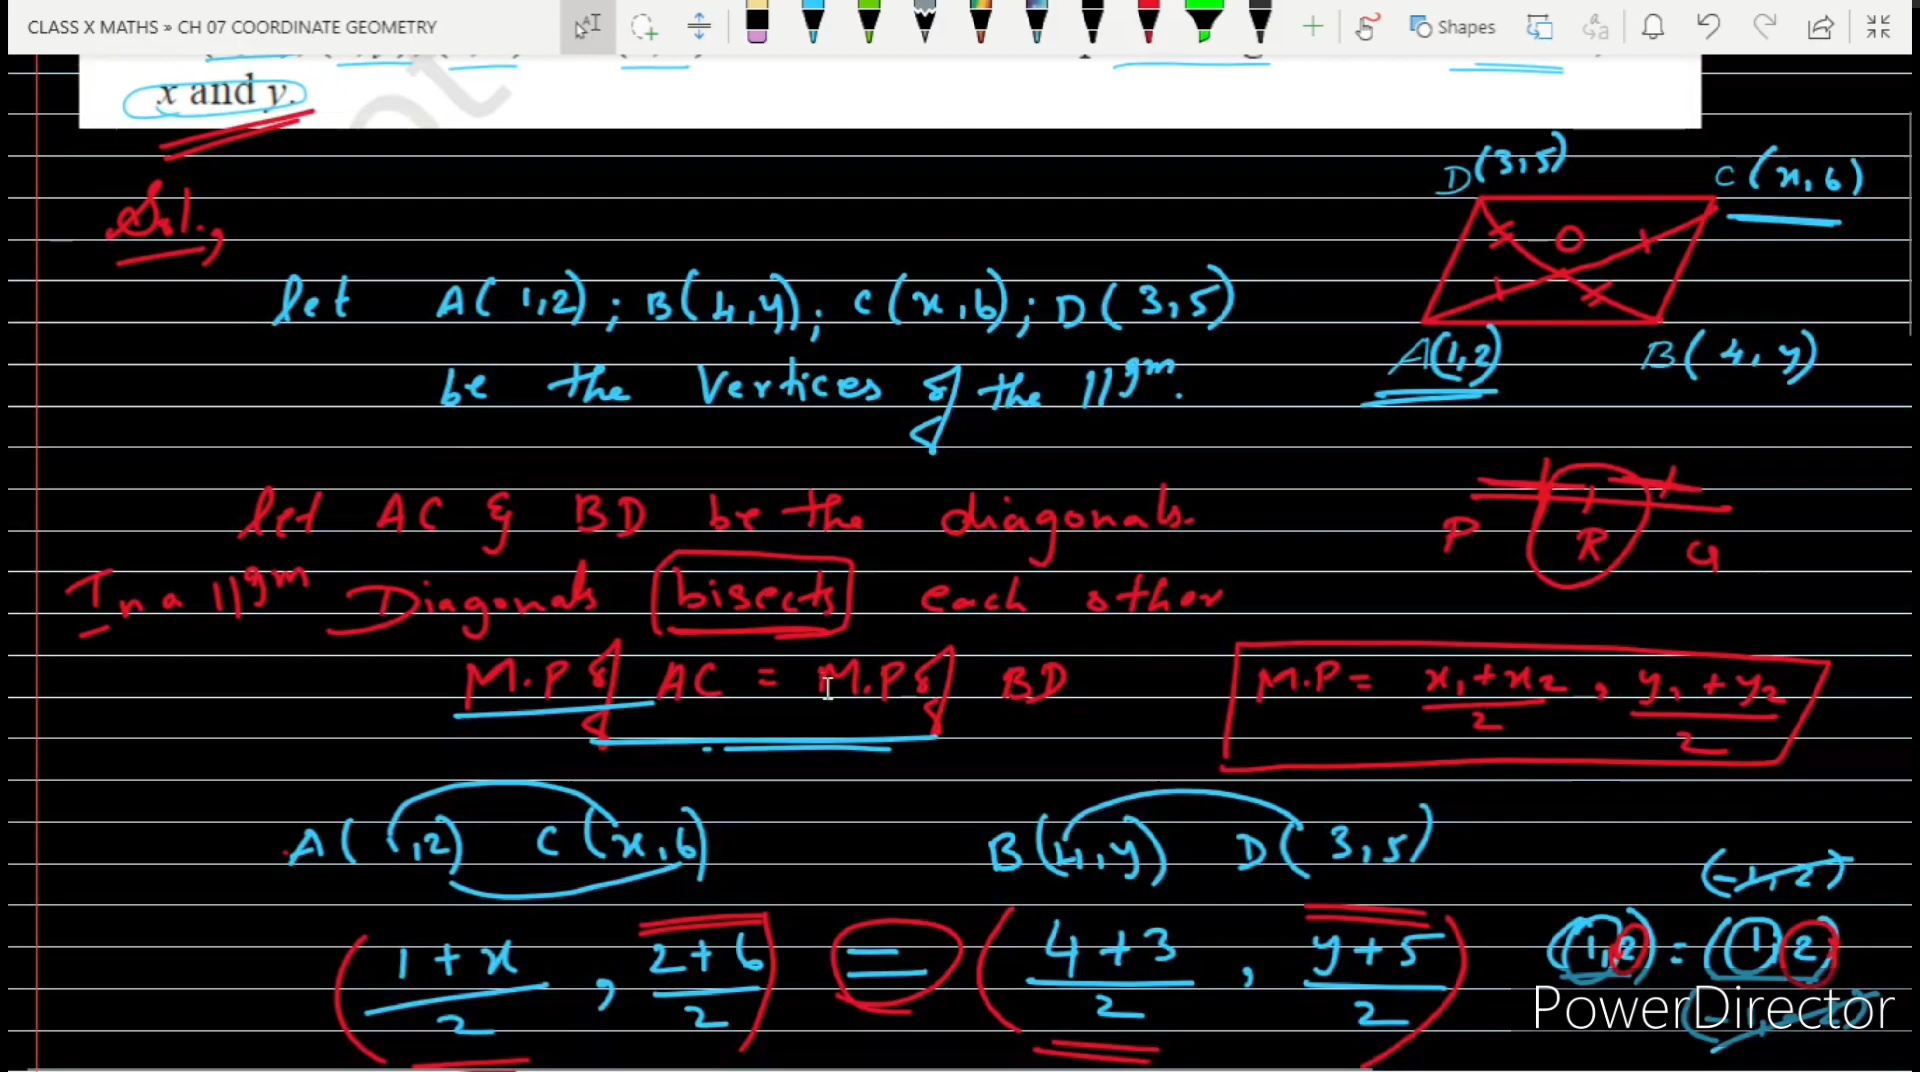 CLASS X MATHS » CH 07 COORDINATE GEOMETRY
Shapes
x and y.
Sol.,
D(3,5)
C(x,6)
A(1,2)
B(4,y)
let A(1,2); B(4,y); C(x,6); D(3,5)
be the Vertices of the ||gm.
let AC & BD be the diagonals.
P R Q
In a ||gm Diagonals bisects each other
M.P of AC = M.P of BD
M.P = x₁+x₂/2, y₁+y₂/2
A(1,2) C(x,6) B(4,y) D(3,5)
(-1,2)
(1+x/2, 2+6/2) = (4+3/2, y+5/2)
(1,2) = (1,2)
PowerDirector